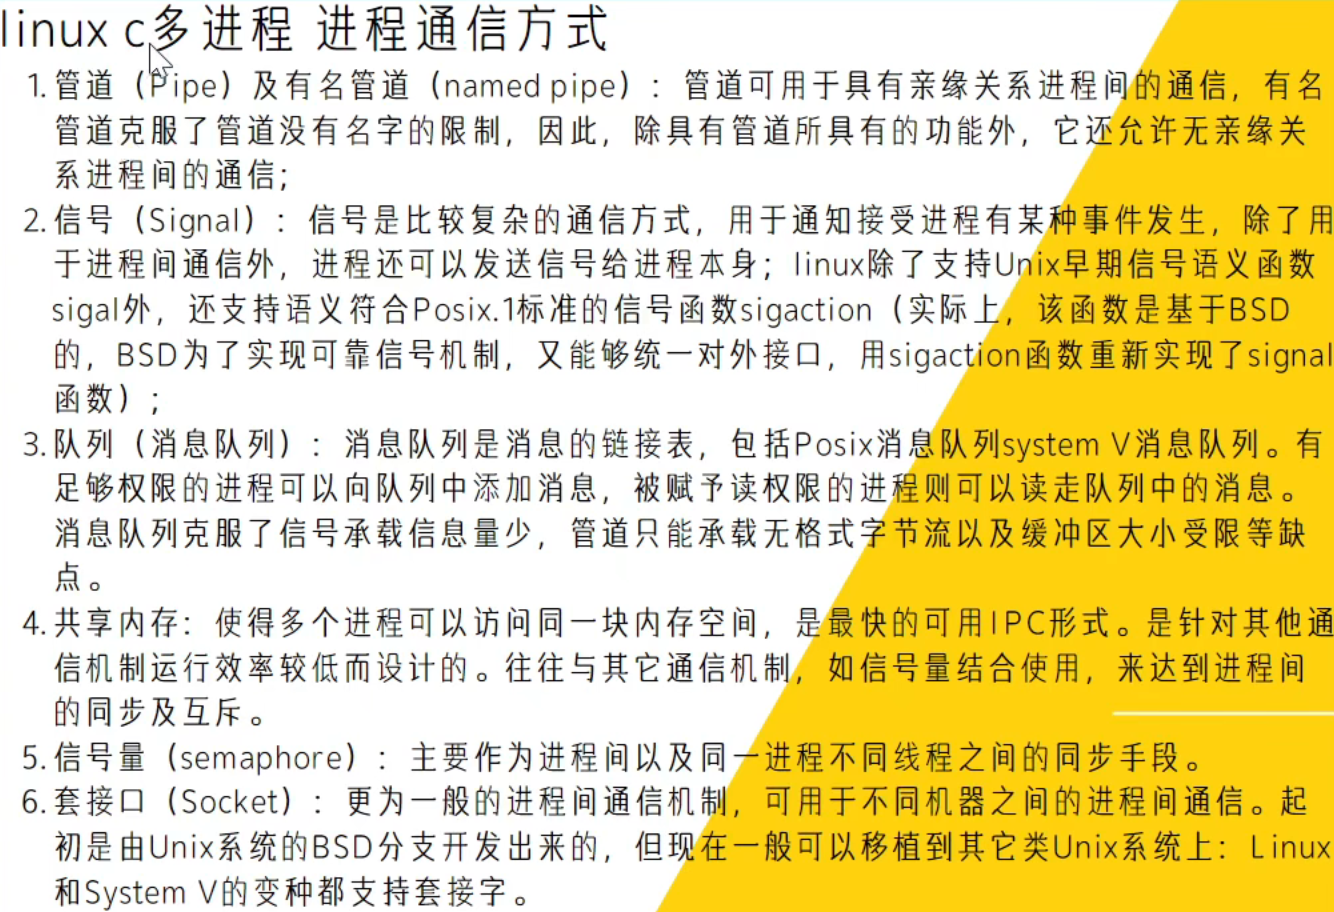 linux c多进程 进程通信方式
1. 管道（Pipe）及有名管道（named pipe）：管道可用于具有亲缘关系进程间的通信，有名
管道克服了管道没有名字的限制，因此，除具有管道所具有的功能外，它还允许无亲缘关
系进程间的通信；
2. 信号（Signal）：信号是比较复杂的通信方式，用于通知接受进程有某种事件发生，除了用
于进程间通信外，进程还可以发送信号给进程本身；linux除了支持Unix早期信号语义函数
sigal外，还支持语义符合Posix.1标准的信号函数sigaction（实际上，该函数是基于BSD
的，BSD为了实现可靠信号机制，又能够统一对外接口，用sigaction函数重新实现了signal
函数）；
3. 队列（消息队列）：消息队列是消息的链接表，包括Posix消息队列system V消息队列。有
足够权限的进程可以向队列中添加消息，被赋予读权限的进程则可以读走队列中的消息。
消息队列克服了信号承载信息量少，管道只能承载无格式字节流以及缓冲区大小受限等缺
点。
4. 共享内存：使得多个进程可以访问同一块内存空间，是最快的可用IPC形式。是针对其他通
信机制运行效率较低而设计的。往往与其它通信机制，如信号量结合使用，来达到进程间
的同步及互斥。
5. 信号量（semaphore）：主要作为进程间以及同一进程不同线程之间的同步手段。
6. 套接口（Socket）：更为一般的进程间通信机制，可用于不同机器之间的进程间通信。起
初是由Unix系统的BSD分支开发出来的，但现在一般可以移植到其它类Unix系统上：Linux
和System V的变种都支持套接字。